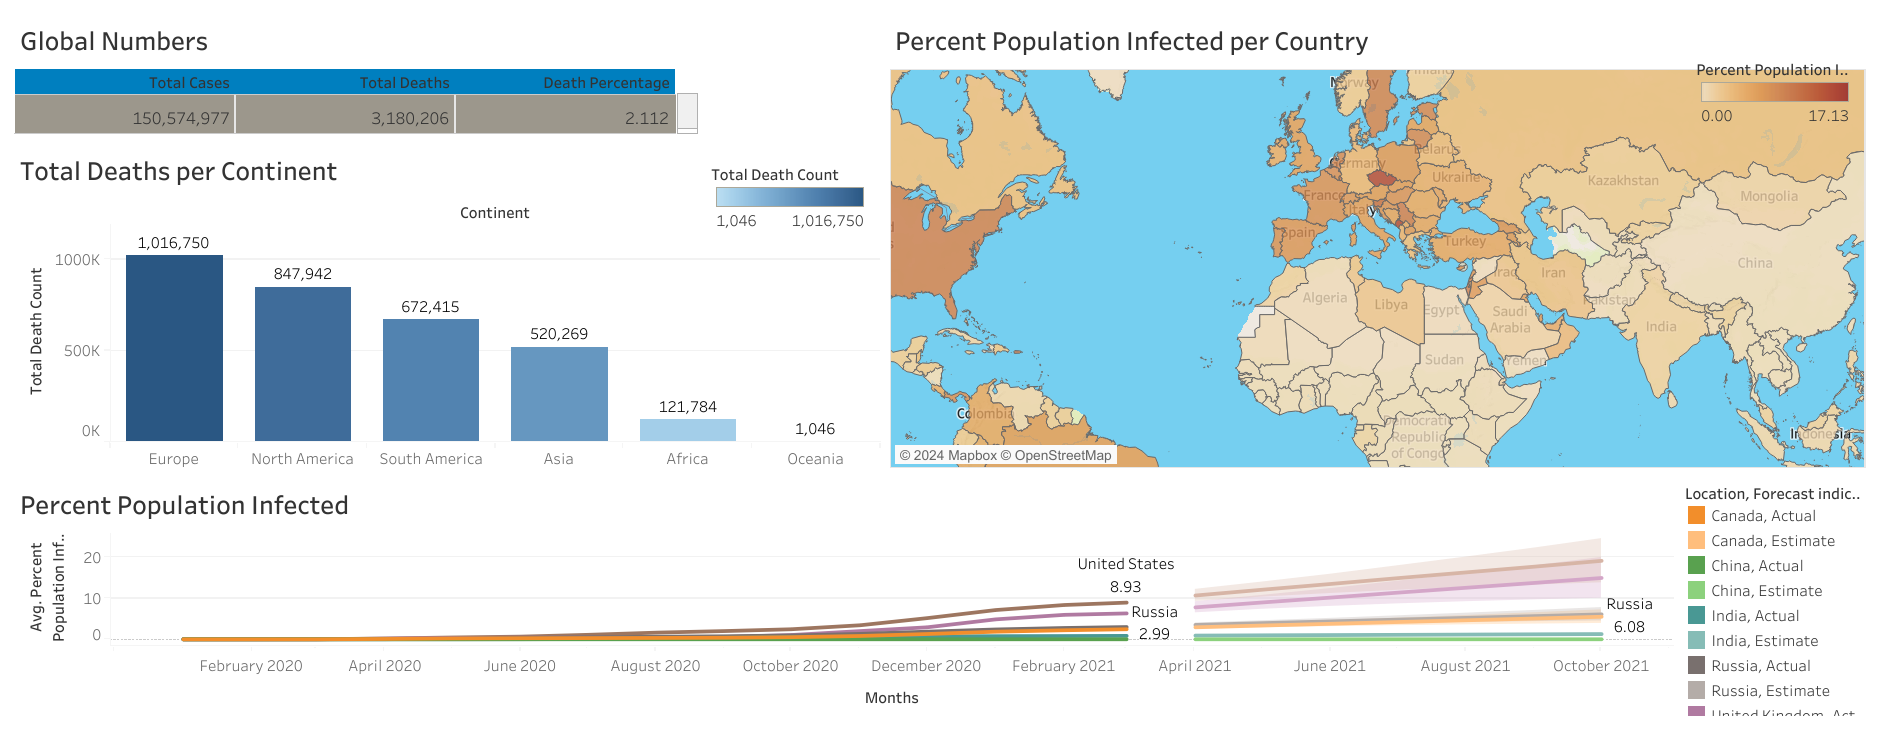 Global Numbers
Total Cases Total Deaths Death Percentage
150,574,977 3,180,206 2.112
Total Deaths per Continent
Total Death Count
1,046 1,016,750
Continent
Total Death Count
1000K
500K
0K
1,016,750
847,942
672,415
520,269
121,784
1,046
Europe North America South America Asia Africa Oceania
Percent Population Infected per Country
Percent Population I..
0.00 17.13
Norway
Belarus
Germany
Ukraine
France
Italy
Spain
Turkey
Kazakhstan
Mongolia
China
Iraq
Iran
Pakistan
Algeria
Libya
Egypt
Saudi
Arabia
India
Sudan
Yemen
Colombia
Democratic
Republic
of Congo
Indonesia
© 2024 Mapbox © OpenStreetMap
Percent Population Infected
Avg. Percent
Population Inf..
20
10
0
United States
8.93
Russia
2.99
Russia
6.08
February 2020 April 2020 June 2020 August 2020 October 2020 December 2020 February 2021 April 2021 June 2021 August 2021 October 2021
Months
Location, Forecast indic..
Canada, Actual
Canada, Estimate
China, Actual
China, Estimate
India, Actual
India, Estimate
Russia, Actual
Russia, Estimate
United Kingdom, Act..